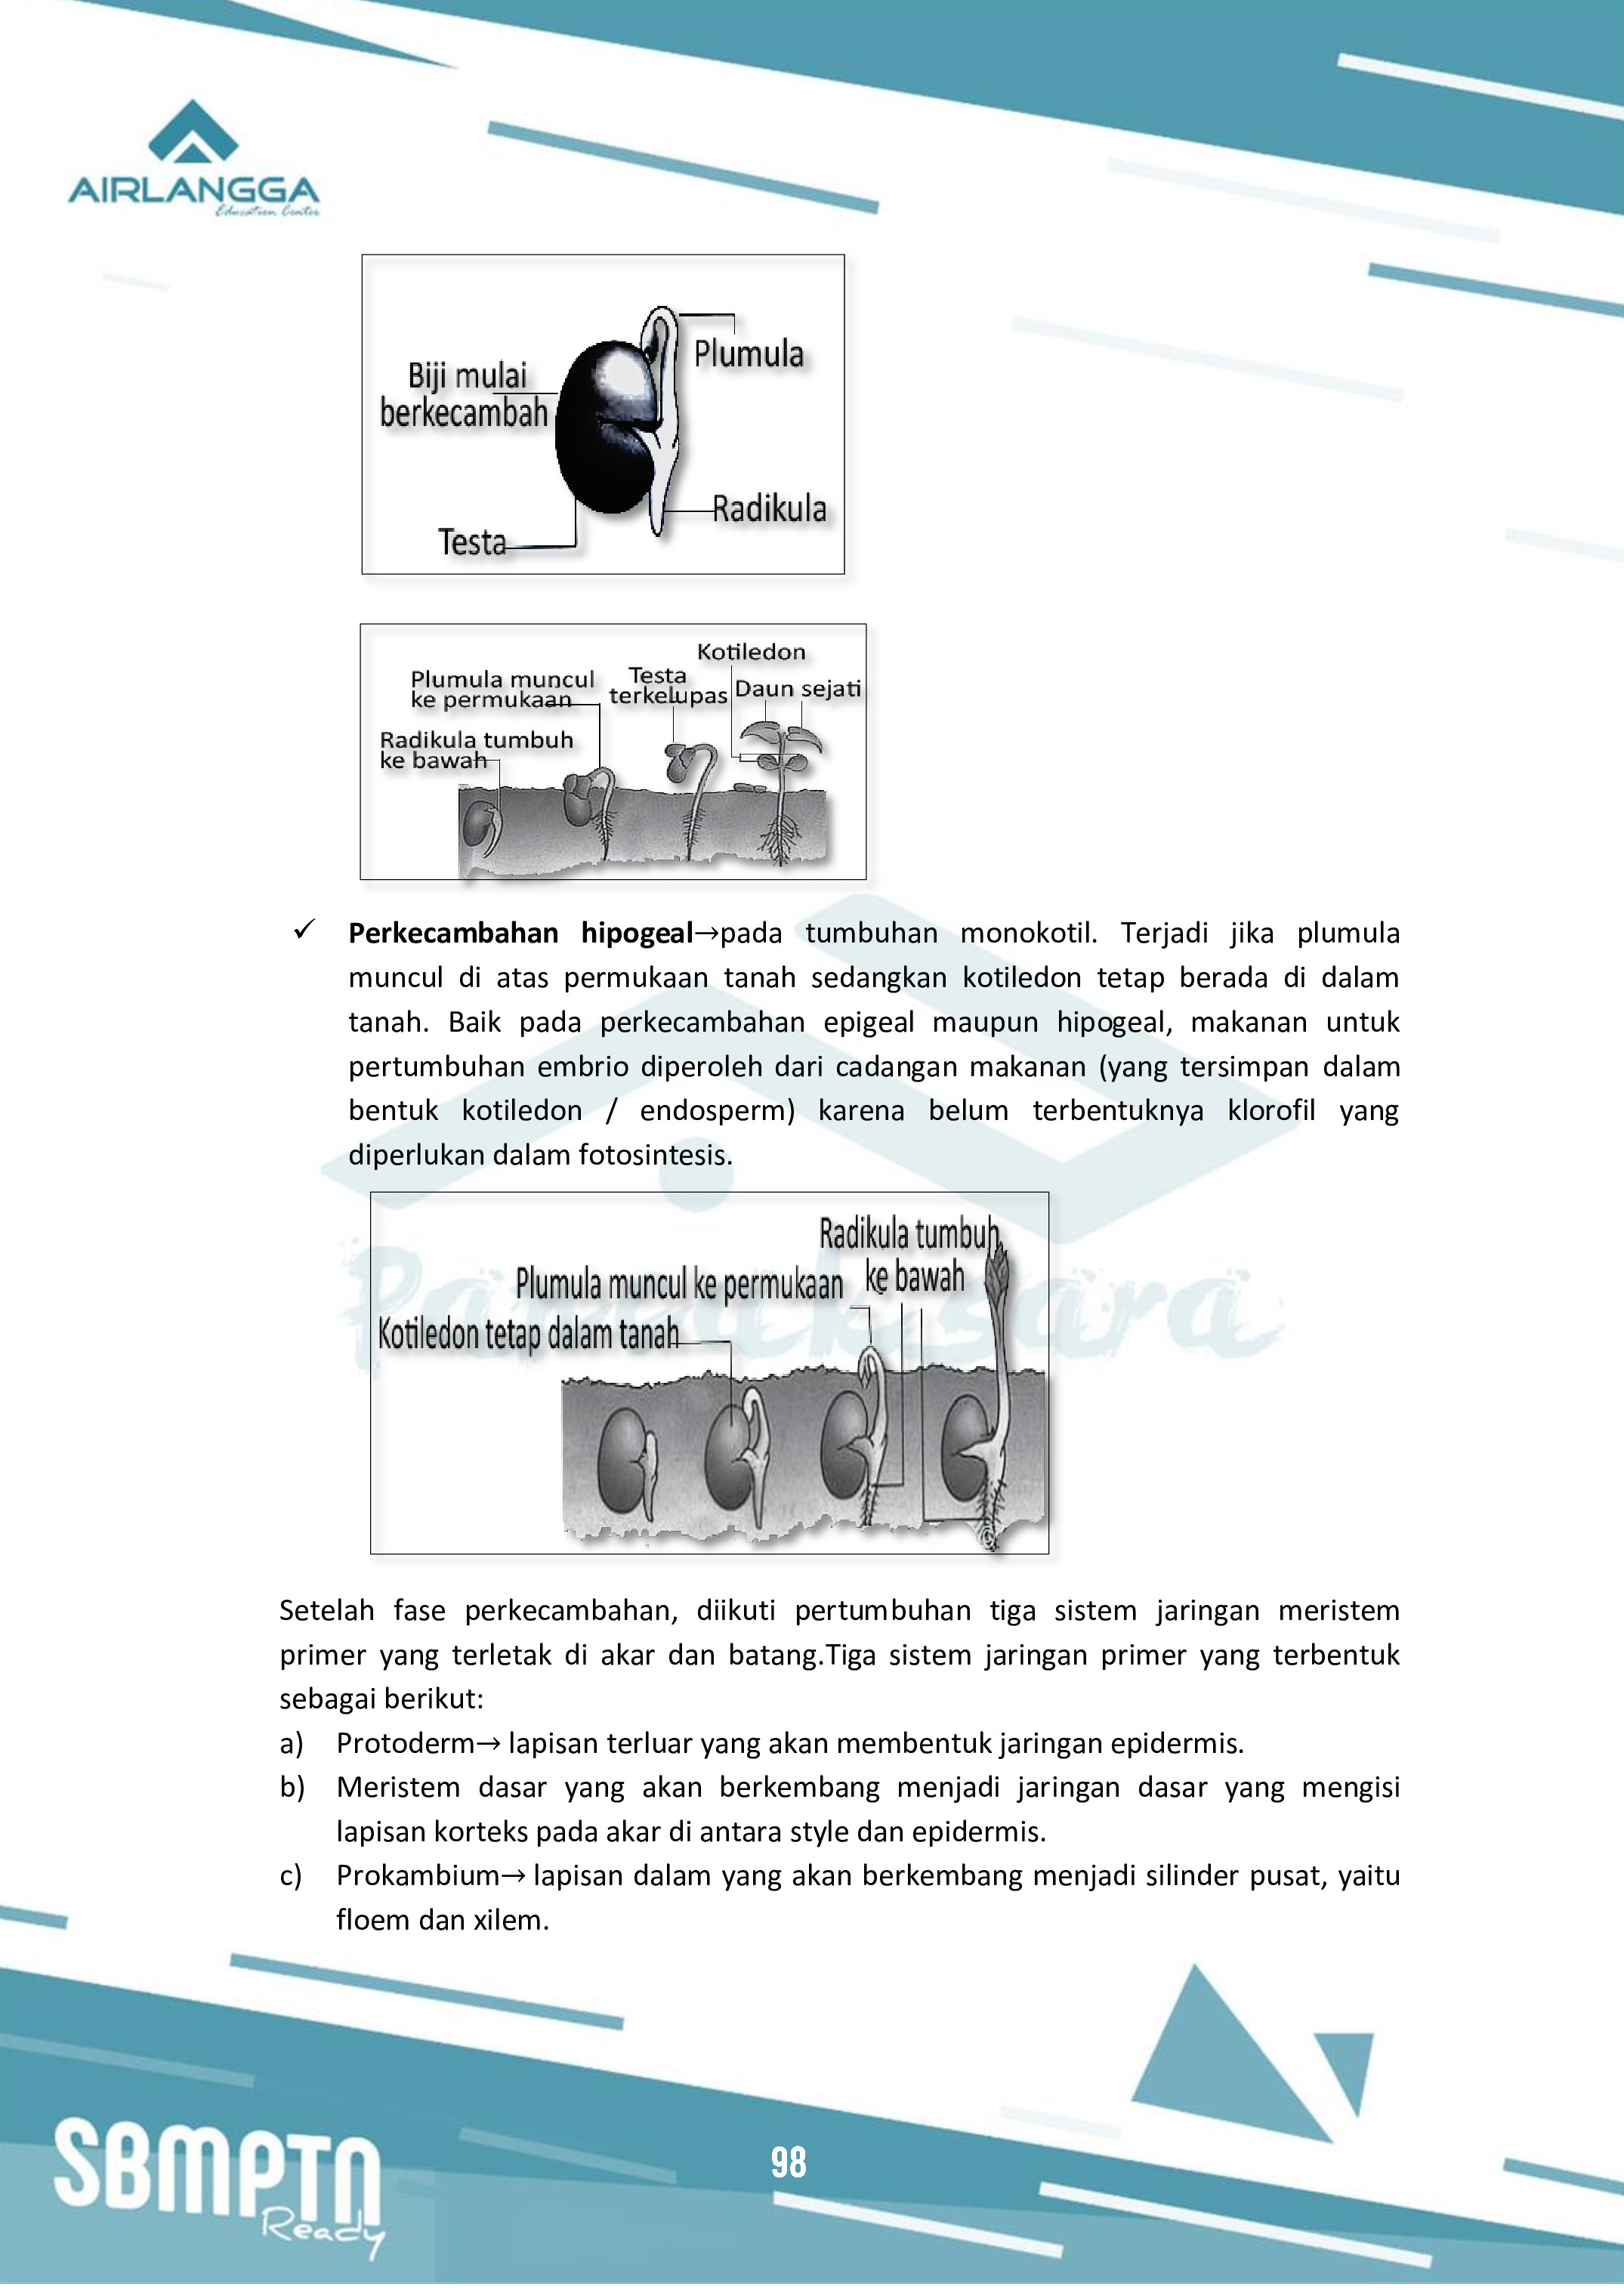 AIRLANGGA
Education Center
Plumula
Biji mulai
berkecambah
Radikula
Testa
Kotiledon
Plumula muncul
ke permukaan
Testa
terkelupas
Daun sejati
Radikula tumbuh
ke bawah
✓ Perkecambahan hipogeal→pada tumbuhan monokotil. Terjadi jika plumula
muncul di atas permukaan tanah sedangkan kotiledon tetap berada di dalam
tanah. Baik pada perkecambahan epigeal maupun hipogeal, makanan untuk
pertumbuhan embrio diperoleh dari cadangan makanan (yang tersimpan dalam
bentuk kotiledon / endosperm) karena belum terbentuknya klorofil yang
diperlukan dalam fotosintesis.
Pamaksara
Radikula tumbuh
ke bawah
Plumula muncul ke permukaan
Kotiledon tetap dalam tanah
Setelah fase perkecambahan, diikuti pertumbuhan tiga sistem jaringan meristem
primer yang terletak di akar dan batang.Tiga sistem jaringan primer yang terbentuk
sebagai berikut:
a) Protoderm→ lapisan terluar yang akan membentuk jaringan epidermis.
b) Meristem dasar yang akan berkembang menjadi jaringan dasar yang mengisi
lapisan korteks pada akar di antara style dan epidermis.
c) Prokambium→ lapisan dalam yang akan berkembang menjadi silinder pusat, yaitu
floem dan xilem.
SBMPTN
Ready
98